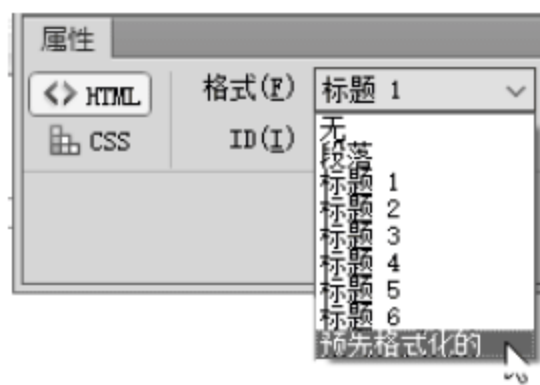 属性
HTML
格式(F)
标题 1
CSS
ID(I)
无
段落
标题 1
标题 2
标题 3
标题 4
标题 5
标题 6
预先格式化的